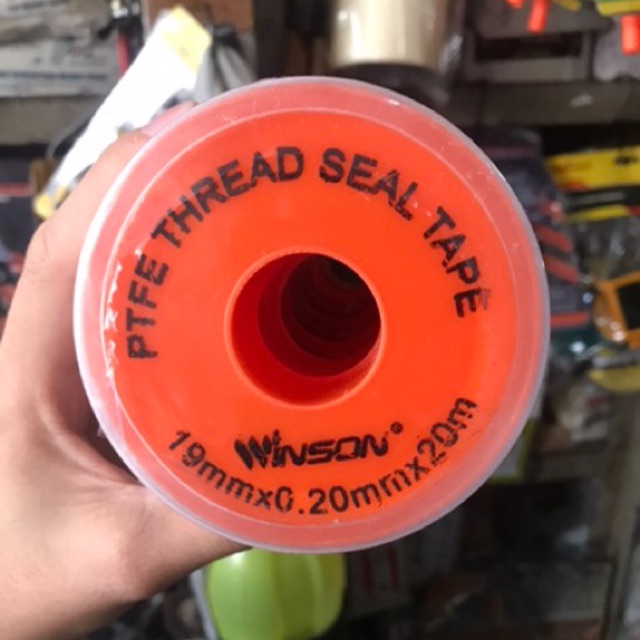 PTFE THREAD SEAL TAPE
WINSON
19mmx0.20mmx20m